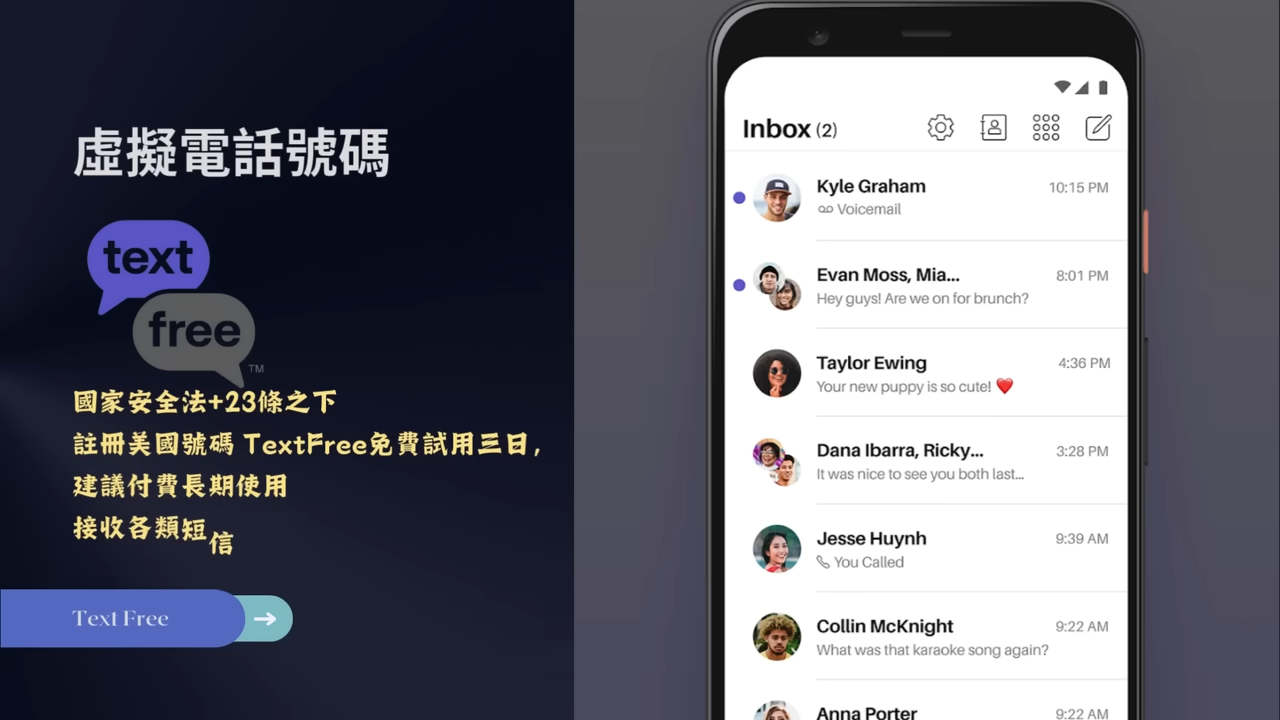 虛擬電話號碼
text
free
TM
國家安全法+23條之下
註冊美國號碼 TextFree免費試用三日，
建議付費長期使用
接收各類短信
Text Free
Inbox (2)
Kyle Graham 10:15 PM
Voicemail
Evan Moss, Mia... 8:01 PM
Hey guys! Are we on for brunch?
Taylor Ewing 4:36 PM
Your new puppy is so cute! ❤️
Dana Ibarra, Ricky... 3:28 PM
It was nice to see you both last...
Jesse Huynh 9:39 AM
You Called
Collin McKnight 9:22 AM
What was that karaoke song again?
Anna Porter 9:22 AM